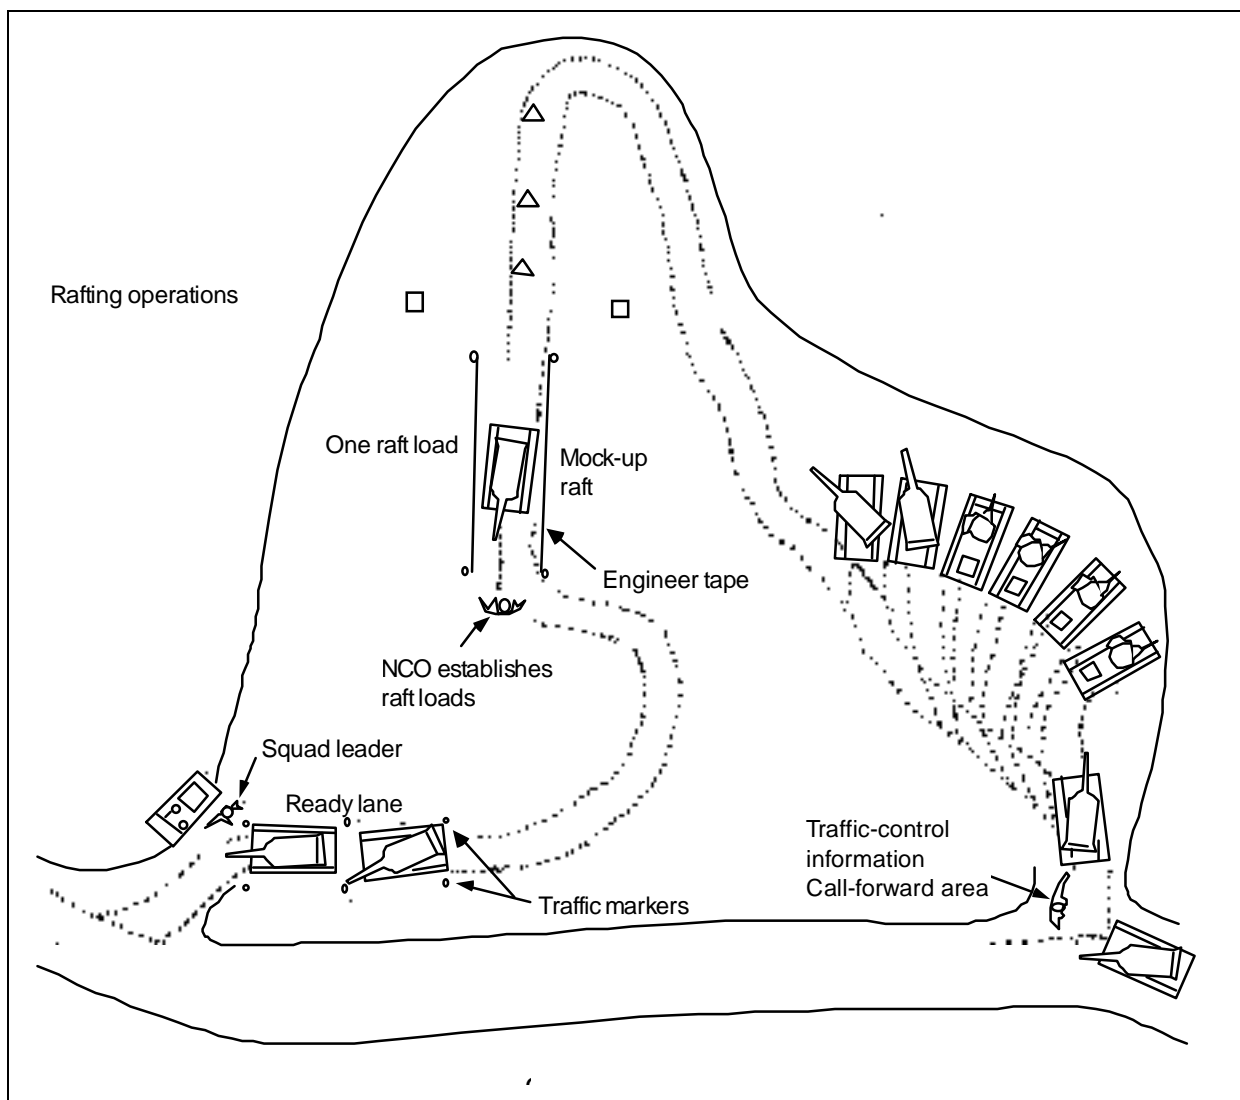 Rafting operations
One raft load
Mock-up
raft
Engineer tape
NCO establishes
raft loads
Squad leader
Ready lane
Traffic markers
Traffic-control
information
Call-forward area